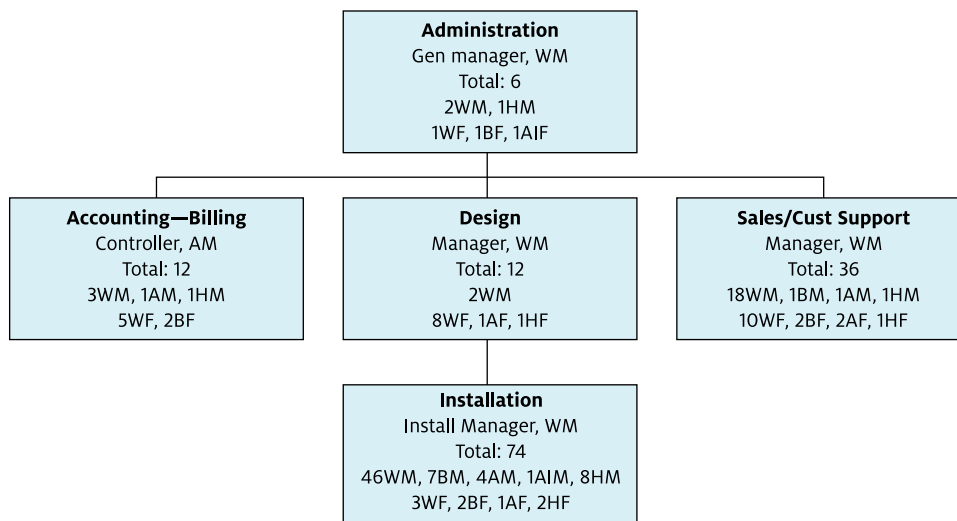 Administration
Gen manager, WM
Total: 6
2WM, 1HM
1WF, 1BF, 1AIF
Accounting—Billing
Controller, AM
Total: 12
3WM, 1AM, 1HM
5WF, 2BF
Design
Manager, WM
Total: 12
2WM
8WF, 1AF, 1HF
Sales/Cust Support
Manager, WM
Total: 36
18WM, 1BM, 1AM, 1HM
10WF, 2BF, 2AF, 1HF
Installation
Install Manager, WM
Total: 74
46WM, 7BM, 4AM, 1AIM, 8HM
3WF, 2BF, 1AF, 2HF